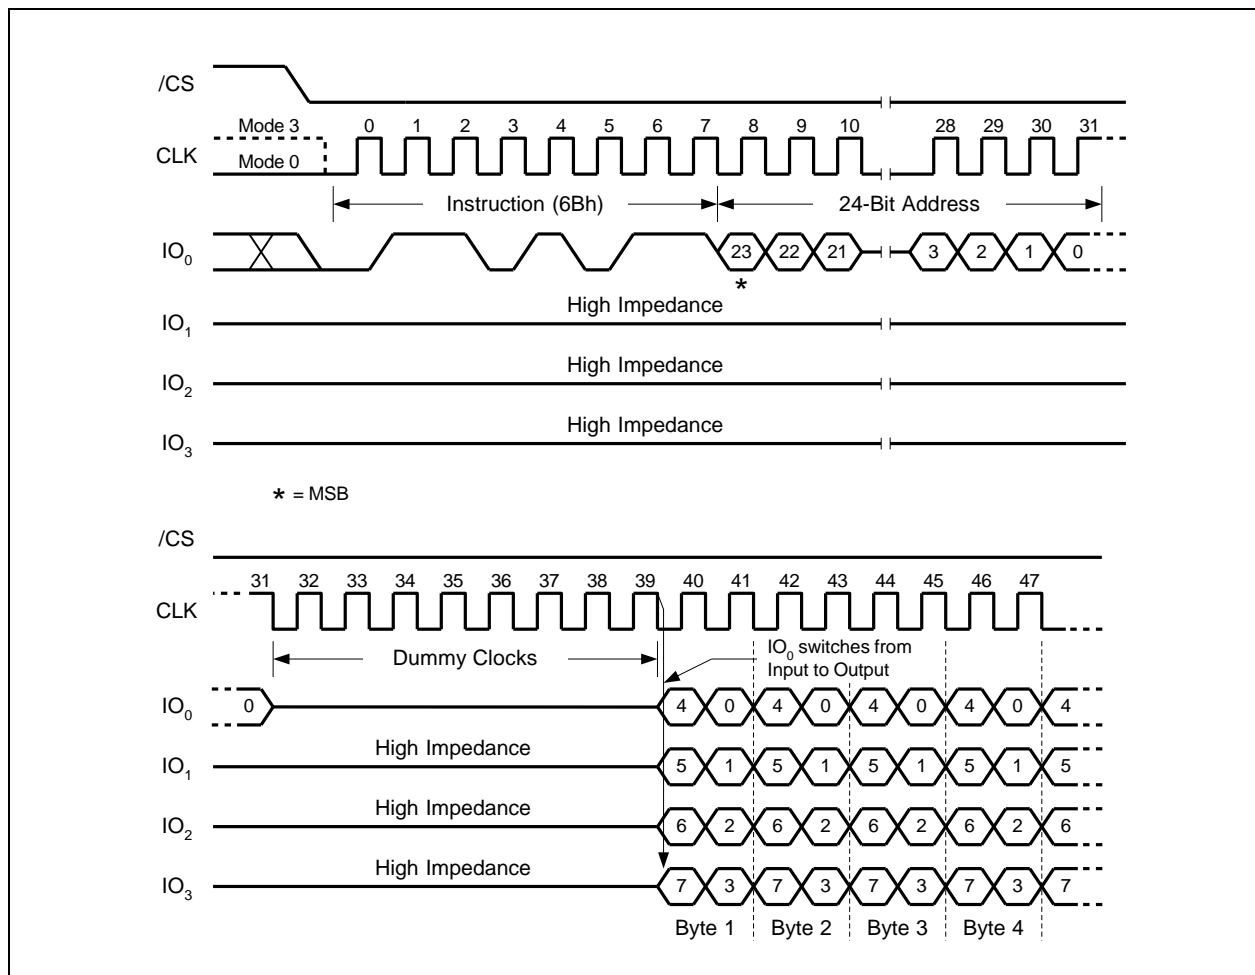 /CS
Mode 3 0 1 2 3 4 5 6 7 8 9 10 28 29 30 31
CLK
Mode 0
Instruction (6Bh) 24-Bit Address
IO0 23 22 21 3 2 1 0
*
High Impedance
IO1
High Impedance
IO2
High Impedance
IO3
* = MSB
/CS
31 32 33 34 35 36 37 38 39 40 41 42 43 44 45 46 47
CLK
Dummy Clocks
IO0 switches from
Input to Output
IO0 0 4 0 4 0 4 0 4 0 4
High Impedance
IO1 5 1 5 1 5 1 5 1 5
High Impedance
IO2 6 2 6 2 6 2 6 2 6
High Impedance
IO3 7 3 7 3 7 3 7 3 7
Byte 1 Byte 2 Byte 3 Byte 4